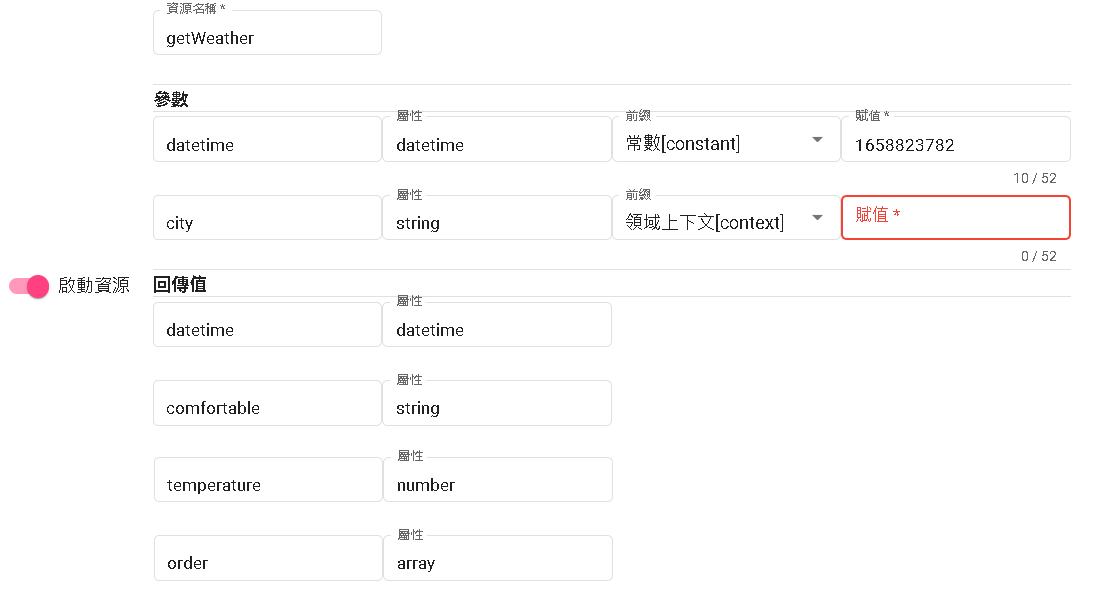 資源名稱 *
getWeather
參數
屬性 前綴 賦值 *
datetime datetime 常數[constant] 1658823782
10 / 52
屬性 前綴
city string 領域上下文[context] 賦值 *
0 / 52
啟動資源 回傳值
屬性
datetime datetime
屬性
comfortable string
屬性
temperature number
屬性
order array